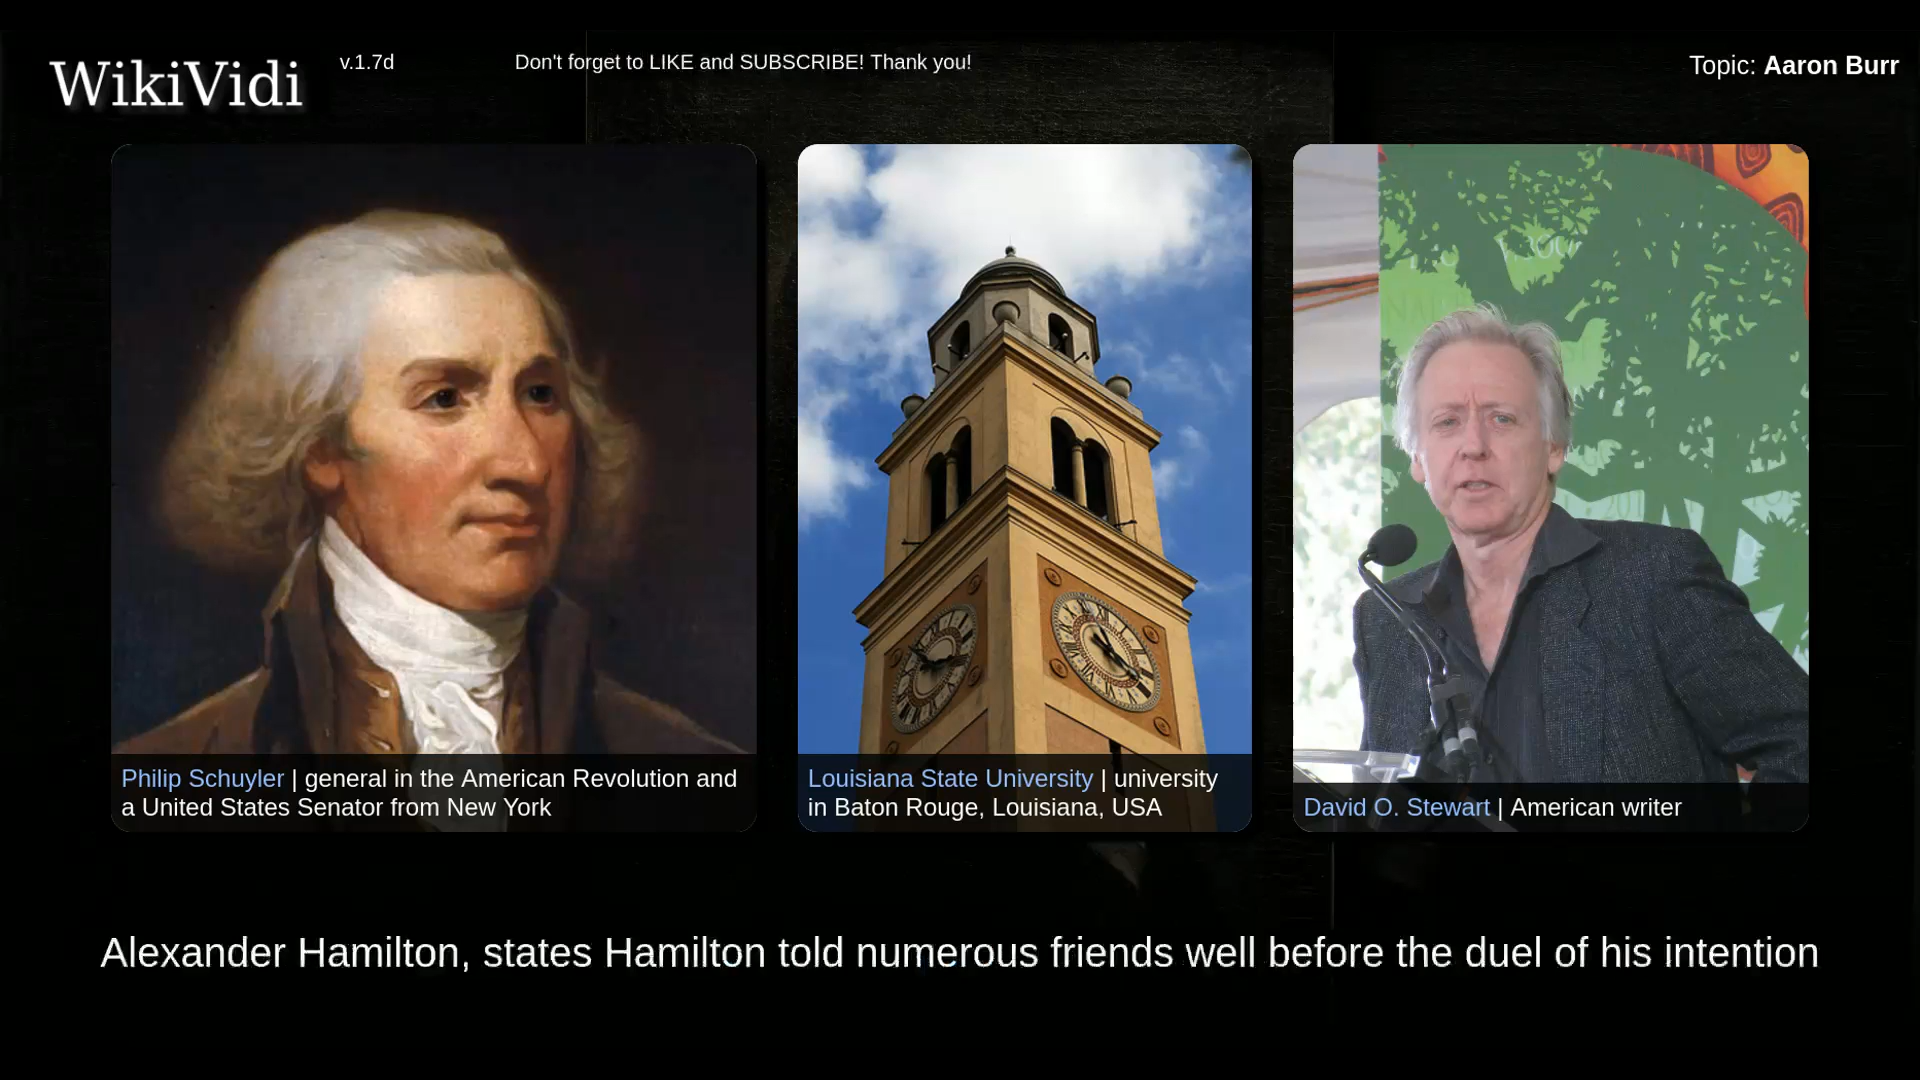 WikiVidi
v.1.7d
Don't forget to LIKE and SUBSCRIBE! Thank you!
Topic: Aaron Burr
Philip Schuyler | general in the American Revolution and
a United States Senator from New York
Louisiana State University | university
in Baton Rouge, Louisiana, USA
David O. Stewart | American writer
Alexander Hamilton, states Hamilton told numerous friends well before the duel of his intention